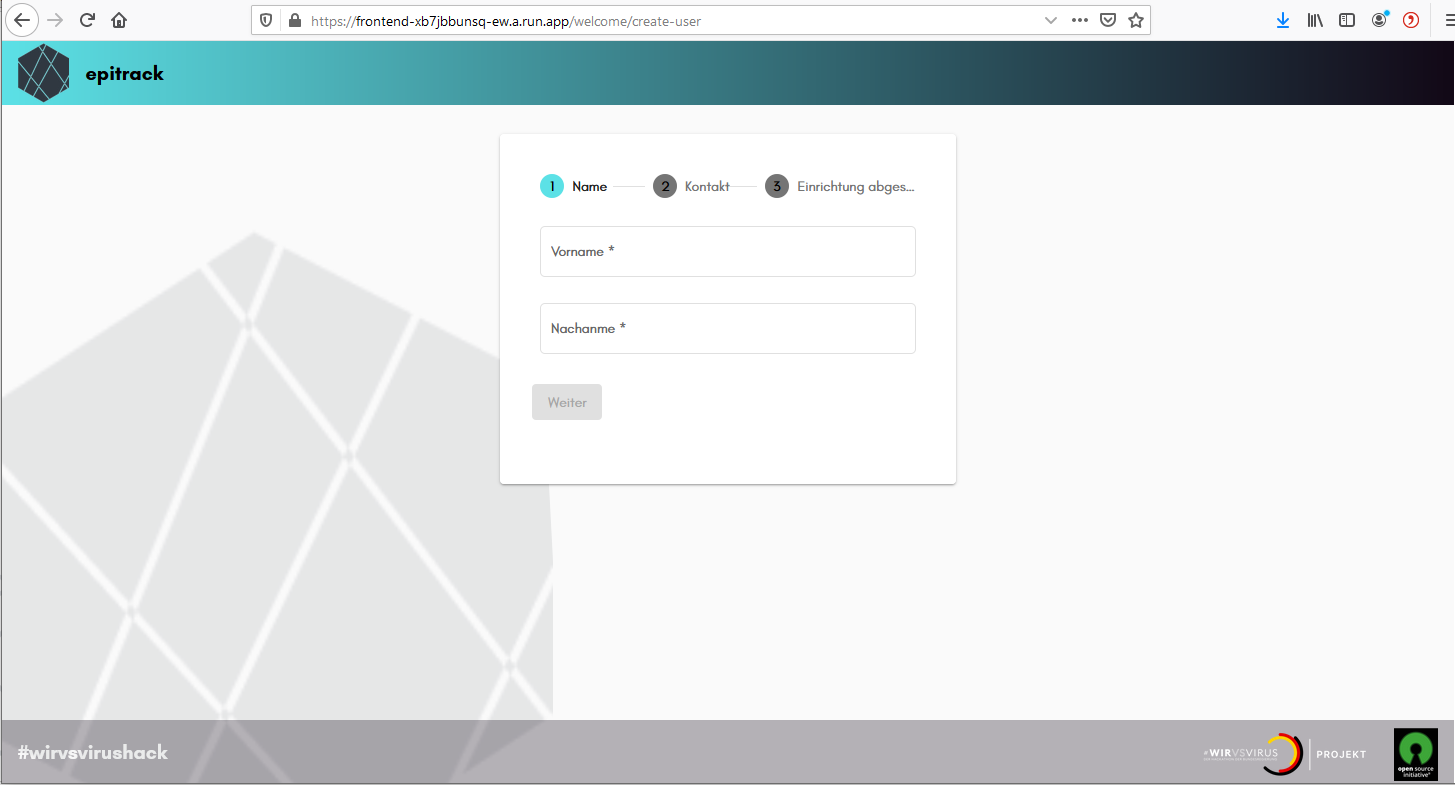 https://frontend-xb7jbbunsq-ew.a.run.app/welcome/create-user
epitrack
1 Name 2 Kontakt 3 Einrichtung abges...
Vorname *
Nachanme *
Weiter
#wirvsvirushack
#WIRVSVIRUS
PROJEKT
open source
initiative®